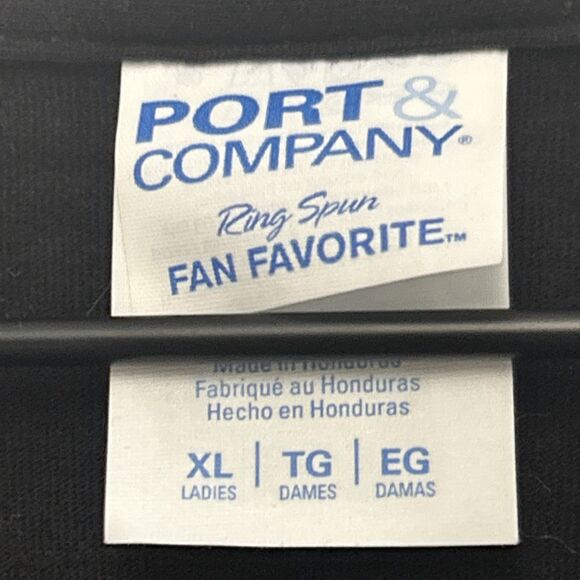 PORT &
COMPANY®
Ring Spun
FAN FAVORITE™
Made in Honduras
Fabriqué au Honduras
Hecho en Honduras
XL | TG | EG
LADIES DAMES DAMAS